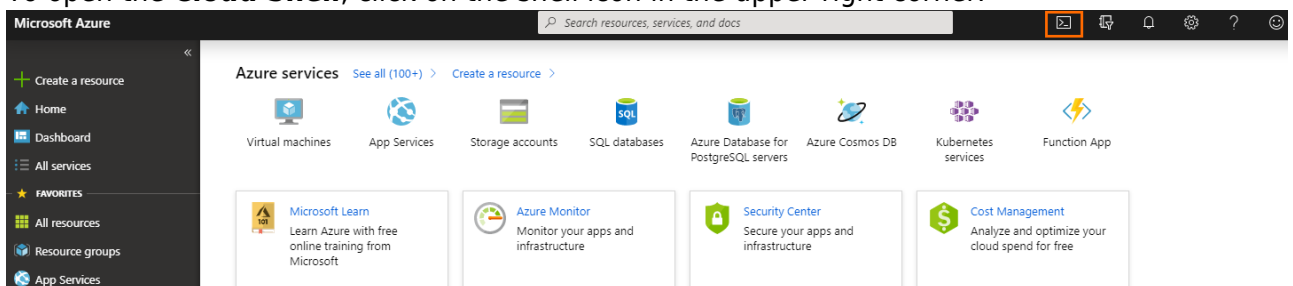 To open the Cloud Shell, click on the shell icon in the upper right corner.
Microsoft Azure
Search resources, services, and docs
?
«
Create a resource
Home
Dashboard
All services
FAVORITES
All resources
Resource groups
App Services
Azure services See all (100+) > Create a resource >
Virtual machines
App Services
Storage accounts
SQL
SQL databases
Azure Database for
PostgreSQL servers
Azure Cosmos DB
Kubernetes
services
Function App
101
Microsoft Learn
Learn Azure with free
online training from
Microsoft
Azure Monitor
Monitor your apps and
infrastructure
Security Center
Secure your apps and
infrastructure
$
Cost Management
Analyze and optimize your
cloud spend for free